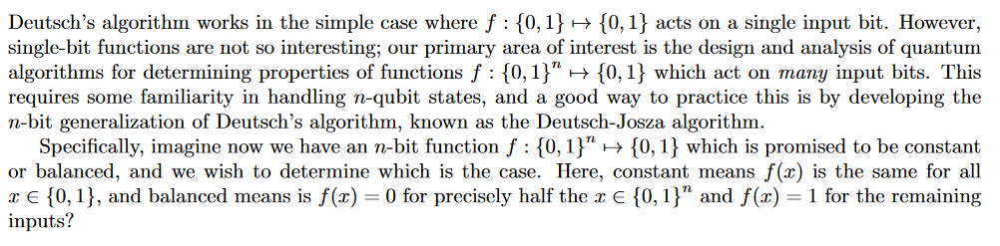 Deutsch's algorithm works in the simple case where f : {0, 1} ↦ {0, 1} acts on a single input bit. However,
single-bit functions are not so interesting; our primary area of interest is the design and analysis of quantum
algorithms for determining properties of functions f : {0, 1}ⁿ ↦ {0, 1} which act on many input bits. This
requires some familiarity in handling n-qubit states, and a good way to practice this is by developing the
n-bit generalization of Deutsch's algorithm, known as the Deutsch-Josza algorithm.
Specifically, imagine now we have an n-bit function f : {0, 1}ⁿ ↦ {0, 1} which is promised to be constant
or balanced, and we wish to determine which is the case. Here, constant means f(x) is the same for all
x ∈ {0, 1}, and balanced means is f(x) = 0 for precisely half the x ∈ {0, 1}ⁿ and f(x) = 1 for the remaining
inputs?